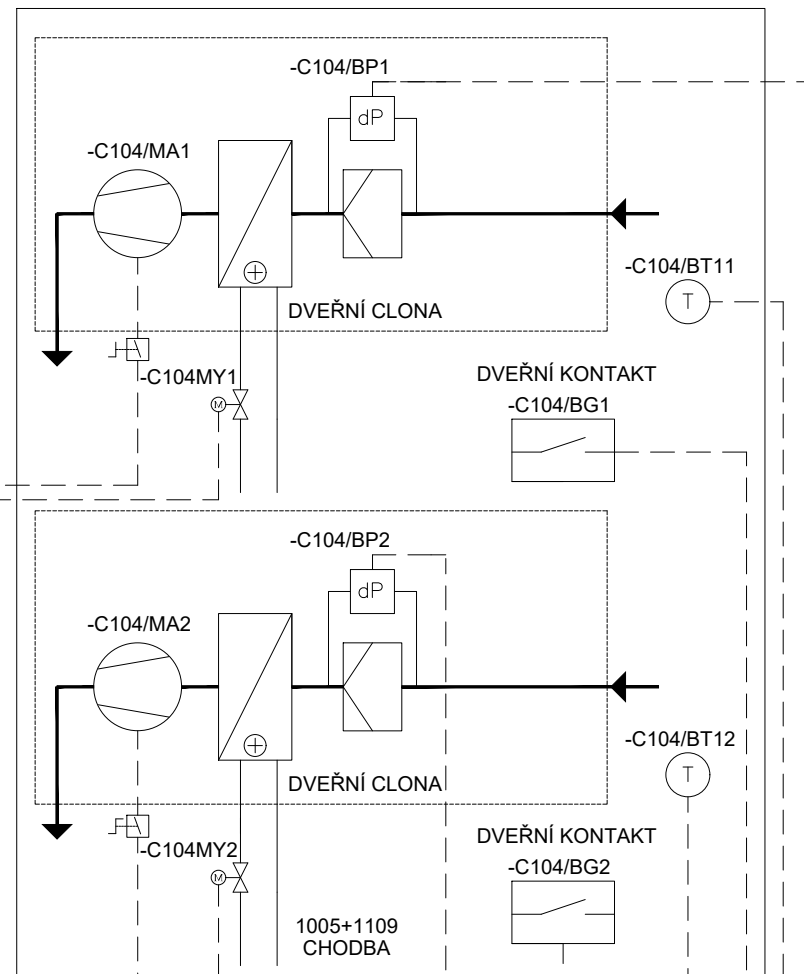 -C104/BP1
dP
-C104/MA1
-C104/BT11
T
DVEŘNÍ CLONA
-C104MY1
M
DVEŘNÍ KONTAKT
-C104/BG1
-C104/BP2
dP
-C104/MA2
-C104/BT12
T
DVEŘNÍ CLONA
-C104MY2
M
DVEŘNÍ KONTAKT
-C104/BG2
1005+1109
CHODBA